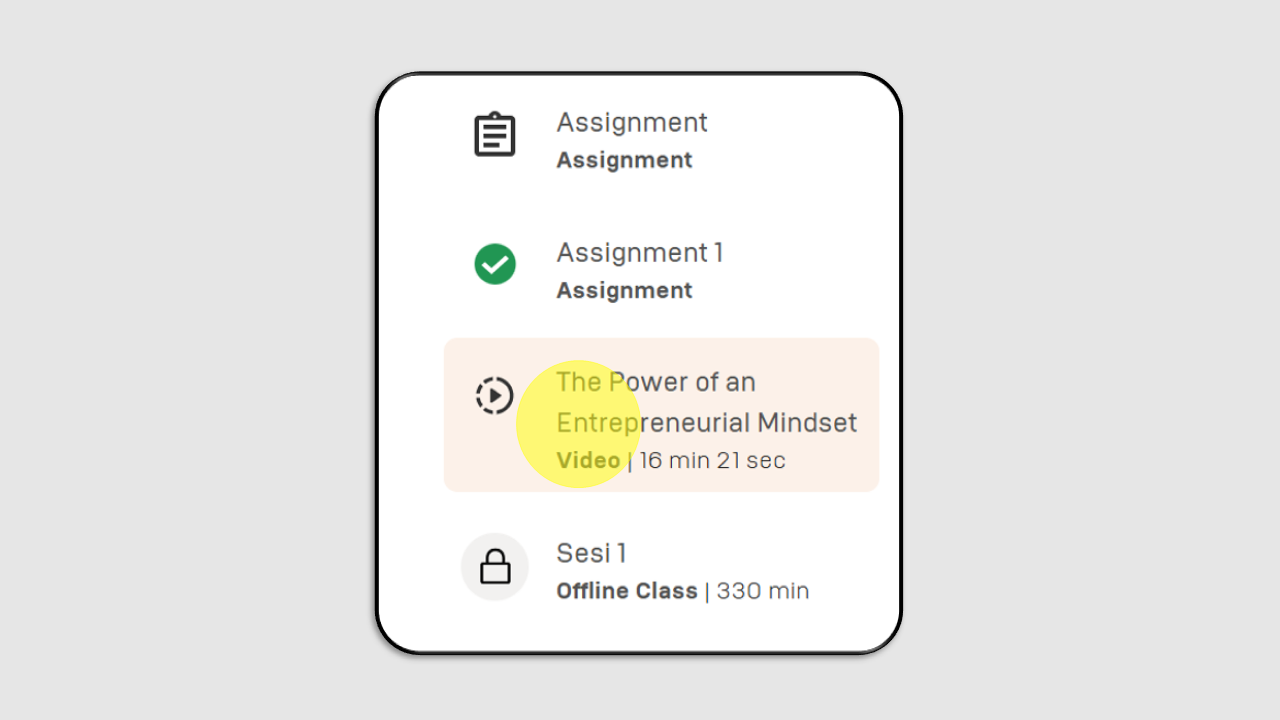 Assignment
Assignment
Assignment 1
Assignment
The Power of an
Entrepreneurial Mindset
Video | 16 min 21 sec
Sesi 1
Offline Class | 330 min